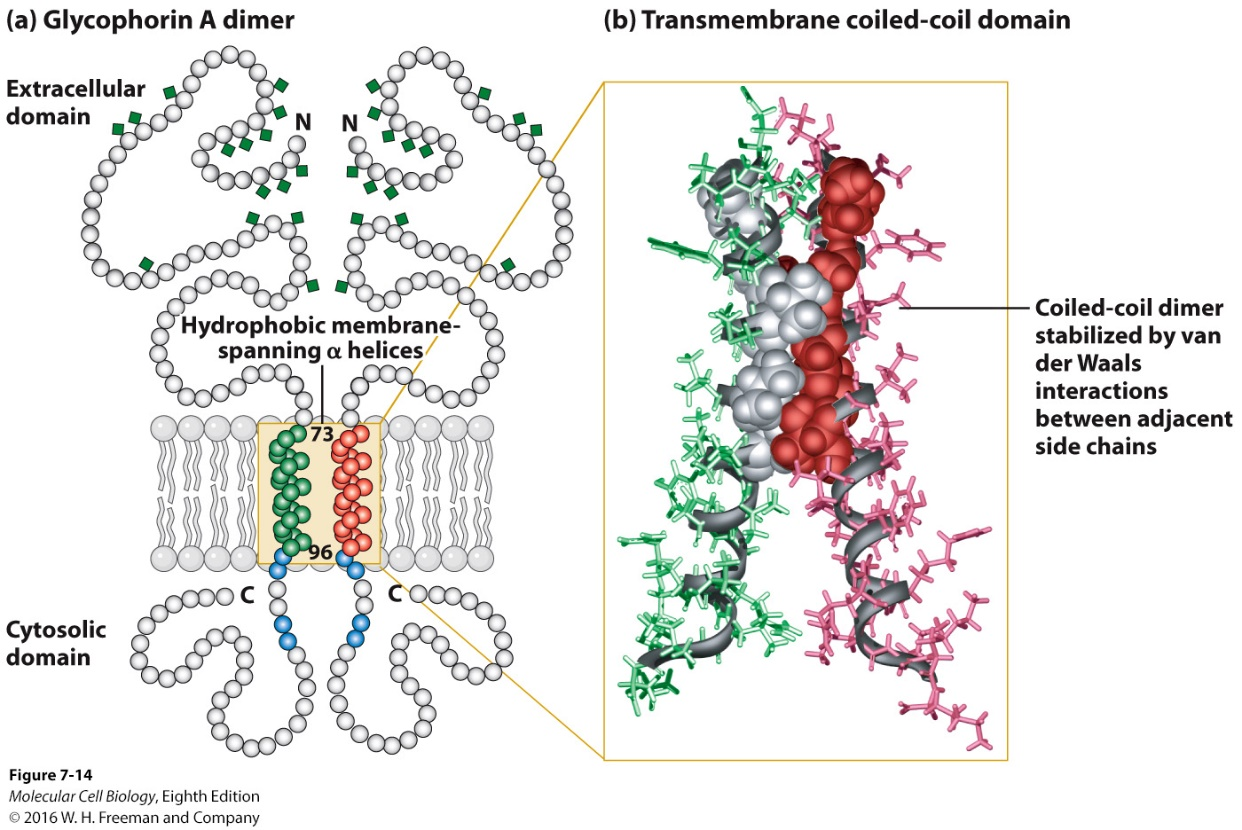 (a) Glycophorin A dimer
Extracellular
domain
N
N
Hydrophobic membrane-
spanning α helices
73
96
C
C
Cytosolic
domain
(b) Transmembrane coiled-coil domain
Coiled-coil dimer
stabilized by van
der Waals
interactions
between adjacent
side chains
Figure 7-14
Molecular Cell Biology, Eighth Edition
© 2016 W. H. Freeman and Company